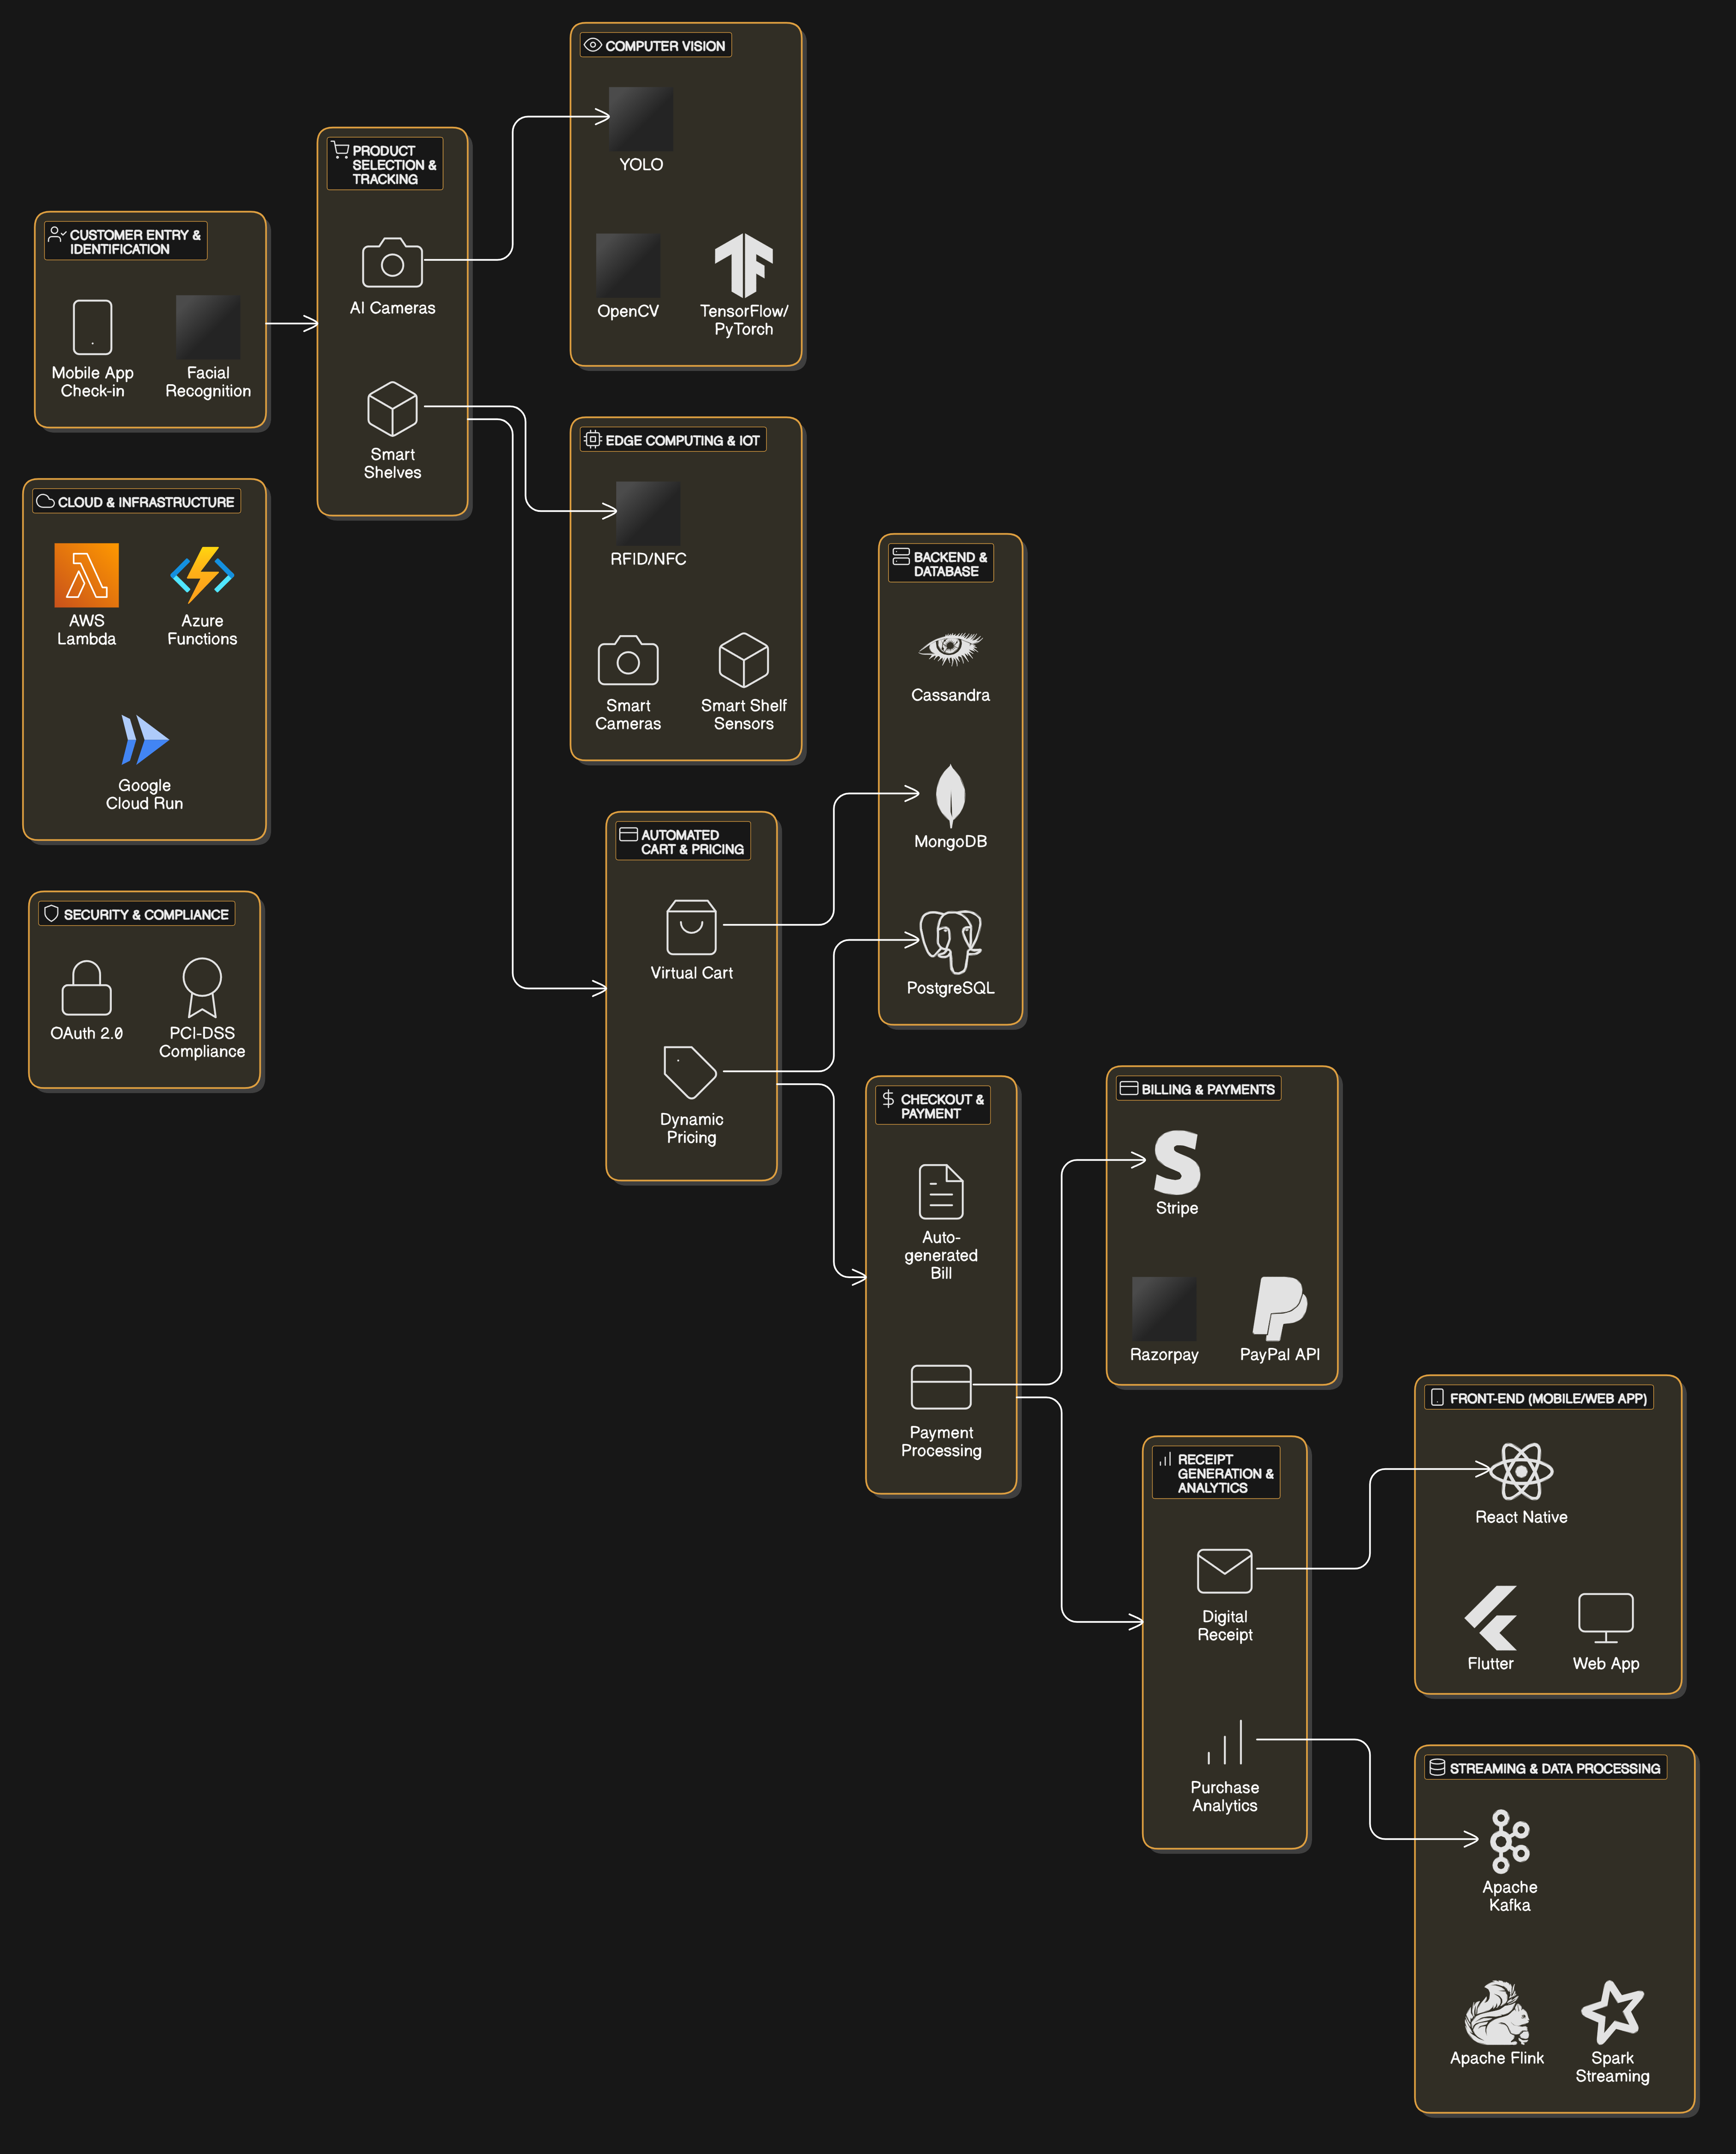 COMPUTER VISION
YOLO
OpenCV
TensorFlow/
PyTorch
PRODUCT
SELECTION &
TRACKING
AI Cameras
Smart
Shelves
CUSTOMER ENTRY &
IDENTIFICATION
Mobile App
Check-in
Facial
Recognition
EDGE COMPUTING & IOT
RFID/NFC
Smart
Cameras
Smart Shelf
Sensors
CLOUD & INFRASTRUCTURE
AWS
Lambda
Azure
Functions
Google
Cloud Run
BACKEND &
DATABASE
Cassandra
MongoDB
PostgreSQL
AUTOMATED
CART & PRICING
Virtual Cart
Dynamic
Pricing
SECURITY & COMPLIANCE
OAuth 2.0
PCI-DSS
Compliance
CHECKOUT &
PAYMENT
Auto-
generated
Bill
Payment
Processing
BILLING & PAYMENTS
Stripe
Razorpay
PayPal API
FRONT-END (MOBILE/WEB APP)
React Native
Flutter
Web App
RECEIPT
GENERATION &
ANALYTICS
Digital
Receipt
Purchase
Analytics
STREAMING & DATA PROCESSING
Apache
Kafka
Apache Flink
Spark
Streaming